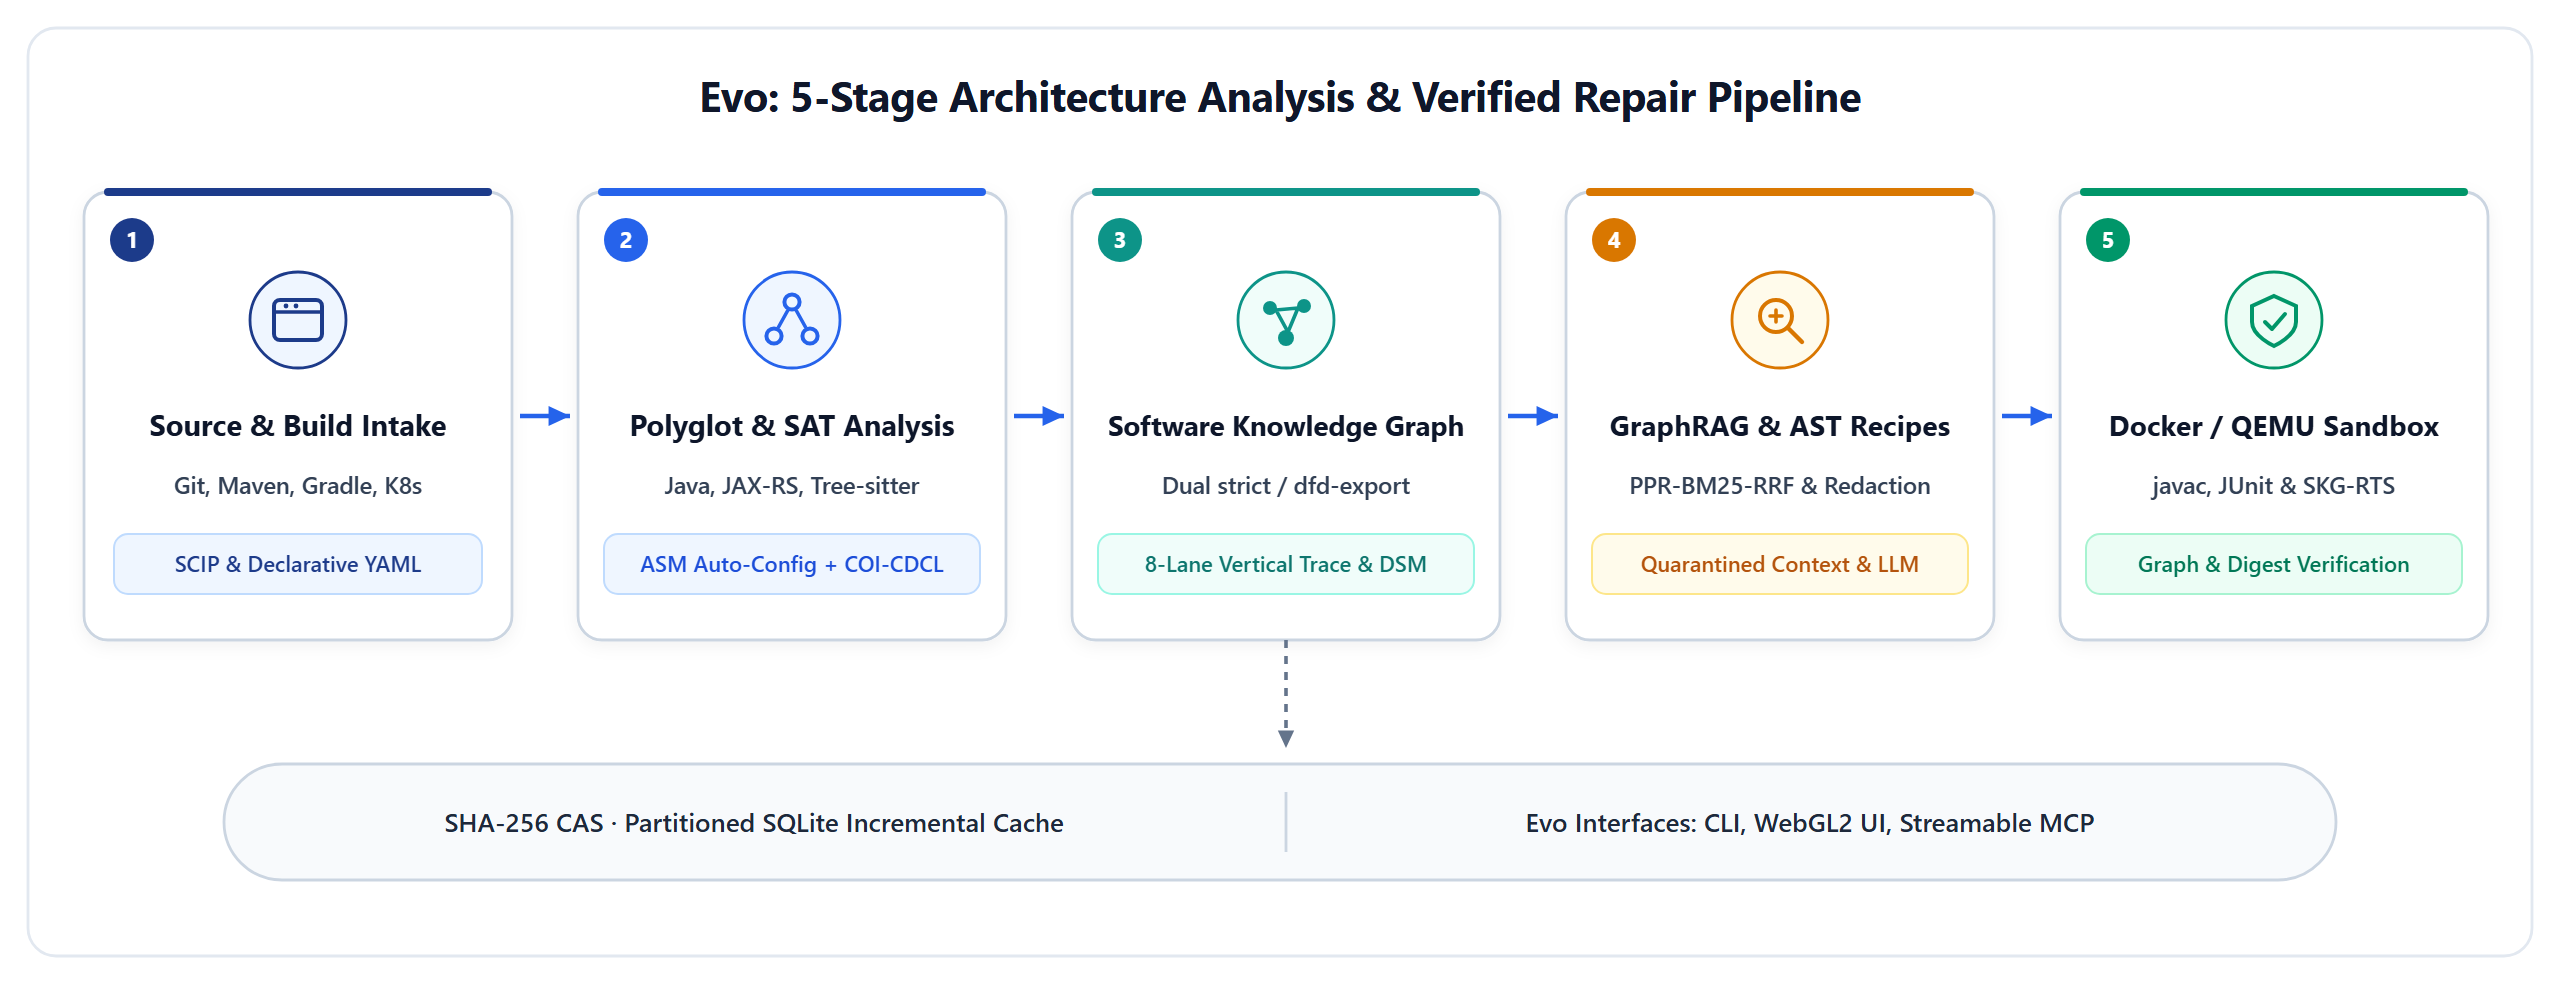 Evo: 5-Stage Architecture Analysis & Verified Repair Pipeline
1
Source & Build Intake
Git, Maven, Gradle, K8s
SCIP & Declarative YAML
2
Polyglot & SAT Analysis
Java, JAX-RS, Tree-sitter
ASM Auto-Config + COI-CDCL
3
Software Knowledge Graph
Dual strict / dfd-export
8-Lane Vertical Trace & DSM
4
GraphRAG & AST Recipes
PPR-BM25-RRF & Redaction
Quarantined Context & LLM
5
Docker / QEMU Sandbox
javac, JUnit & SKG-RTS
Graph & Digest Verification
SHA-256 CAS · Partitioned SQLite Incremental Cache
Evo Interfaces: CLI, WebGL2 UI, Streamable MCP